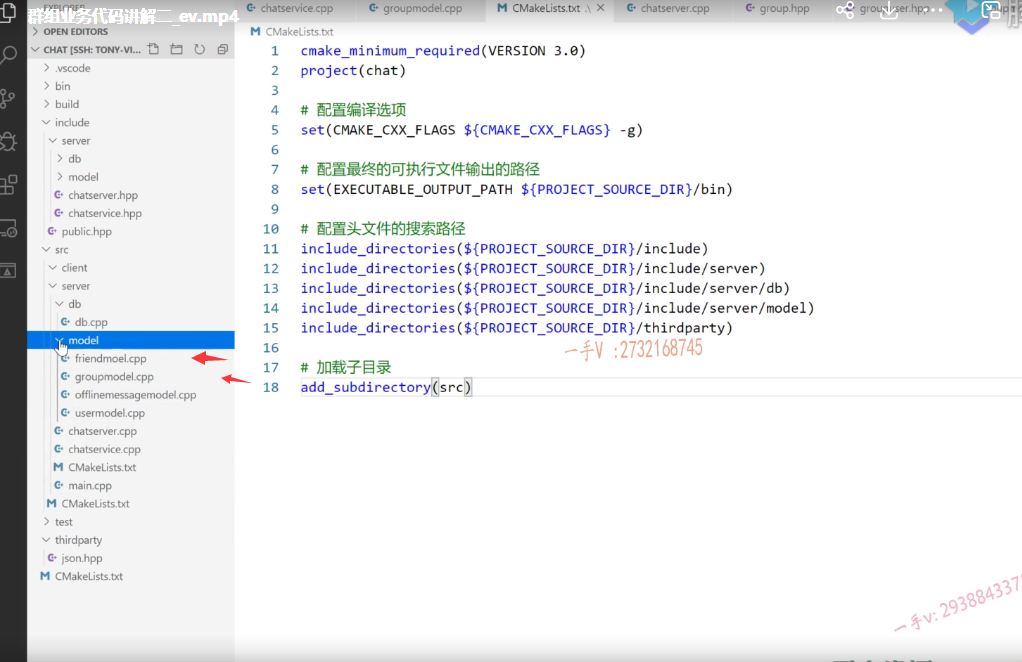 群组业务代码讲解二_ev.mp4
chatservice.cpp
groupmodel.cpp
CMakeLists.txt .\
chatserver.cpp
group.hpp
OPEN EDITORS
CHAT [SSH: TONY-VI...
.vscode
bin
build
include
server
db
model
chatserver.hpp
chatservice.hpp
public.hpp
src
client
server
db
db.cpp
model
friendmoel.cpp
groupmodel.cpp
offlinemessagemodel.cpp
usermodel.cpp
chatserver.cpp
chatservice.cpp
CMakeLists.txt
main.cpp
CMakeLists.txt
test
thirdparty
json.hpp
CMakeLists.txt
CMakeLists.txt
1 cmake_minimum_required(VERSION 3.0)
2 project(chat)
3
4 # 配置编译选项
5 set(CMAKE_CXX_FLAGS ${CMAKE_CXX_FLAGS} -g)
6
7 # 配置最终的可执行文件输出的路径
8 set(EXECUTABLE_OUTPUT_PATH ${PROJECT_SOURCE_DIR}/bin)
9
10 # 配置头文件的搜索路径
11 include_directories(${PROJECT_SOURCE_DIR}/include)
12 include_directories(${PROJECT_SOURCE_DIR}/include/server)
13 include_directories(${PROJECT_SOURCE_DIR}/include/server/db)
14 include_directories(${PROJECT_SOURCE_DIR}/include/server/model)
15 include_directories(${PROJECT_SOURCE_DIR}/thirdparty)
16
一手V :2732168745
17 # 加载子目录
18 add_subdirectory(src)
一手v: 293884337